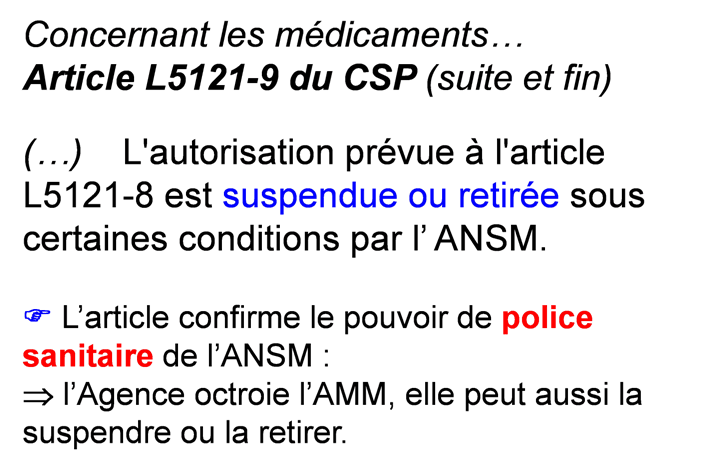 Concernant les médicaments…
Article L5121-9 du CSP (suite et fin)
(…) L'autorisation prévue à l'article
L5121-8 est suspendue ou retirée sous
certaines conditions par l’ ANSM.
☞ L’article confirme le pouvoir de police
sanitaire de l’ANSM :
⇒ l’Agence octroie l’AMM, elle peut aussi la
suspendre ou la retirer.